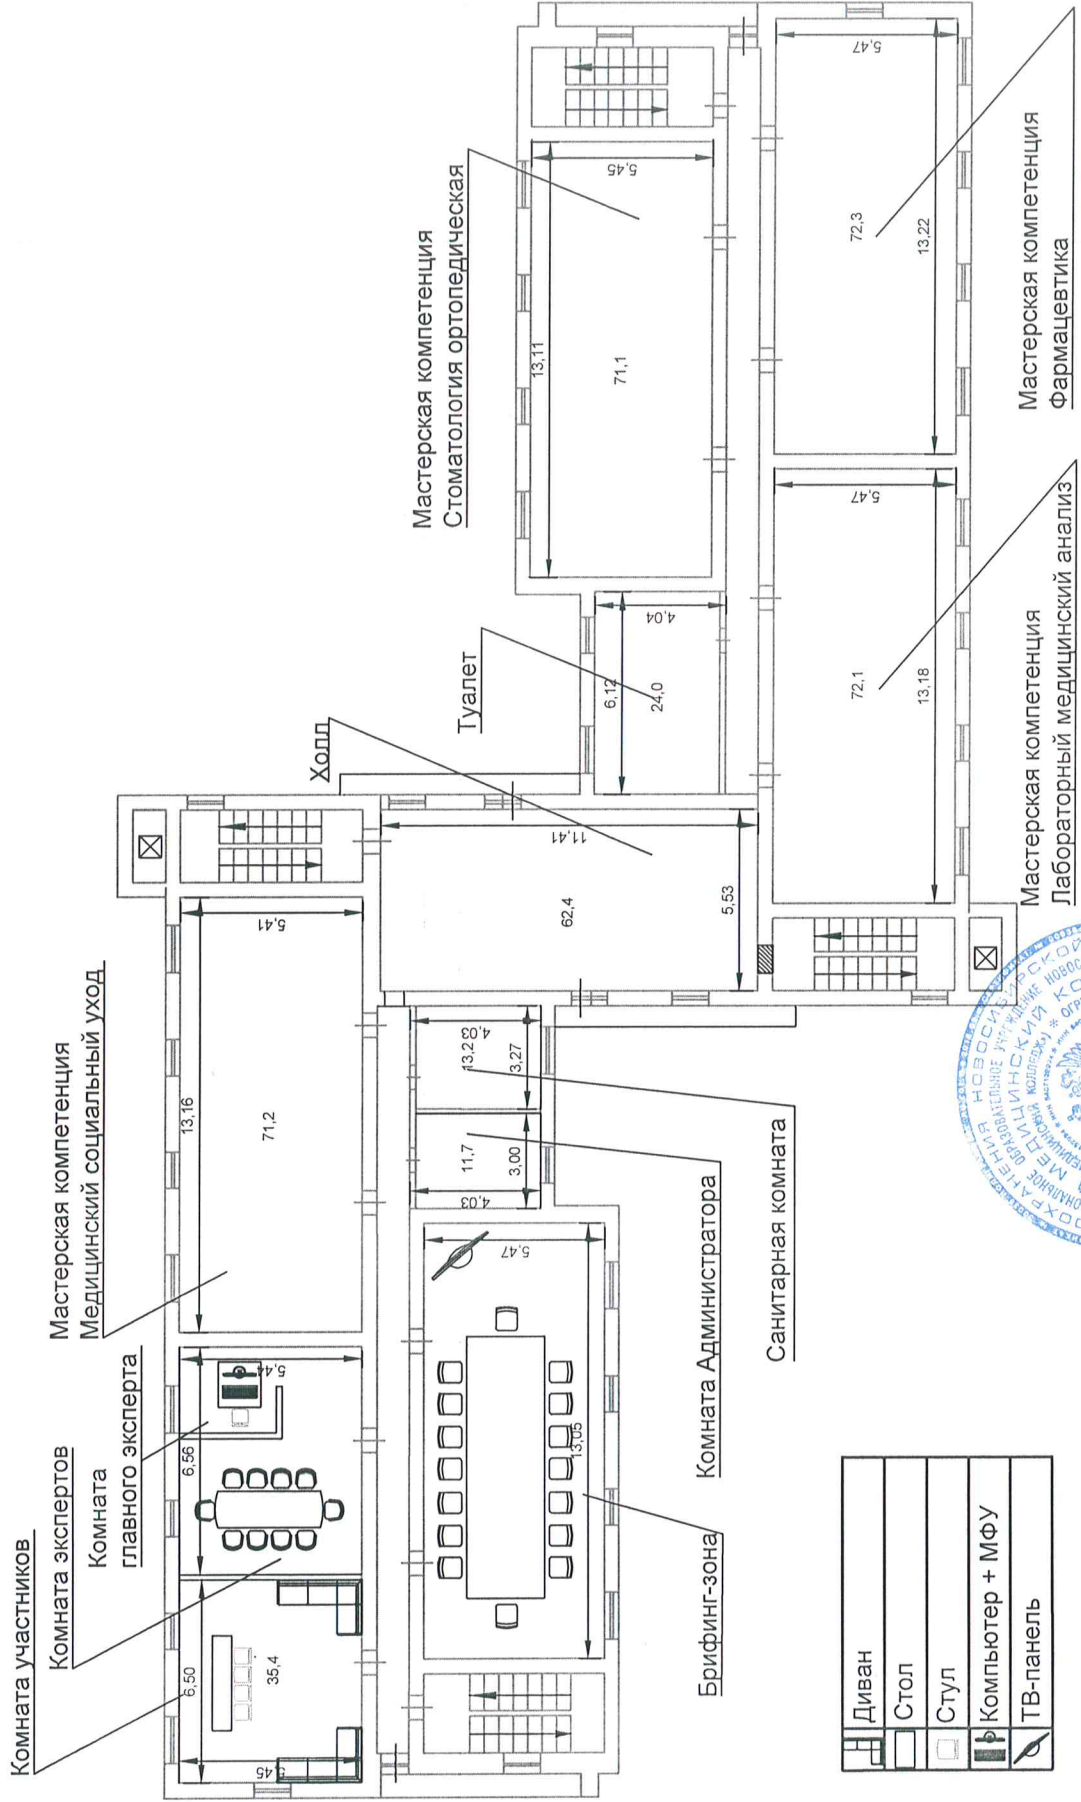 Комната участников
Комната экспертов
Комната
главного эксперта
Мастерская компетенция
Медицинский социальный уход
Холл
Туалет
Мастерская компетенция
Стоматология ортопедическая
6,50
5,45
35,4
6,56
5,44
13,16
5,41
71,2
11,41
5,53
62,4
6,12
4,04
24,0
13,11
5,45
71,1
13,05
5,47
4,03
3,00
11,7
4,03
3,27
13,2
13,18
5,47
72,1
13,22
5,47
72,3
Брифинг-зона
Комната Администратора
Санитарная комната
Мастерская компетенция
Лабораторный медицинский анализ
Мастерская компетенция
Фармацевтика
Диван
Стол
Стул
Компьютер + МФУ
ТВ-панель